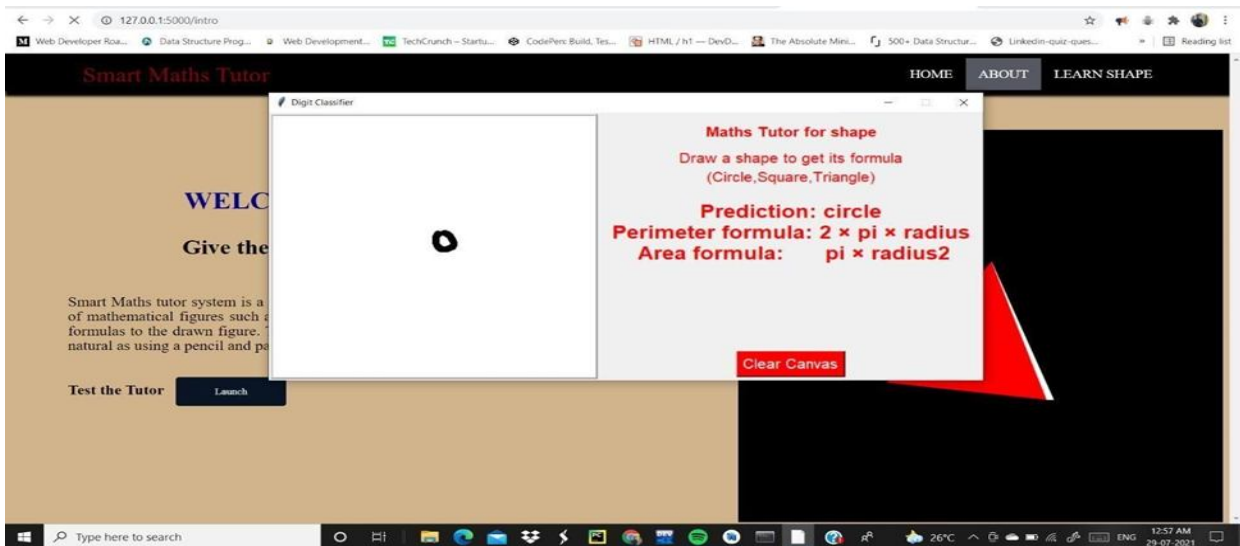 127.0.0.1:5000/intro
Web Developer Roa... Data Structure Prog... Web Development... TechCrunch – Startu... CodePen: Build, Tes... HTML / h1 — DevD... The Absolute Mini... 500+ Data Structur... Linkedin-quiz-ques... » Reading list
Smart Maths Tutor HOME ABOUT LEARN SHAPE
Digit Classifier
Maths Tutor for shape
Draw a shape to get its formula
(Circle,Square,Triangle)
Prediction: circle
Perimeter formula: 2 × pi × radius
Area formula: pi × radius2
Clear Canvas
WELC
Give the
Smart Maths tutor system is a
of mathematical figures such a
formulas to the drawn figure. T
natural as using a pencil and pa
Test the Tutor Launch
Type here to search 26°C ENG 12:57 AM
29-07-2021